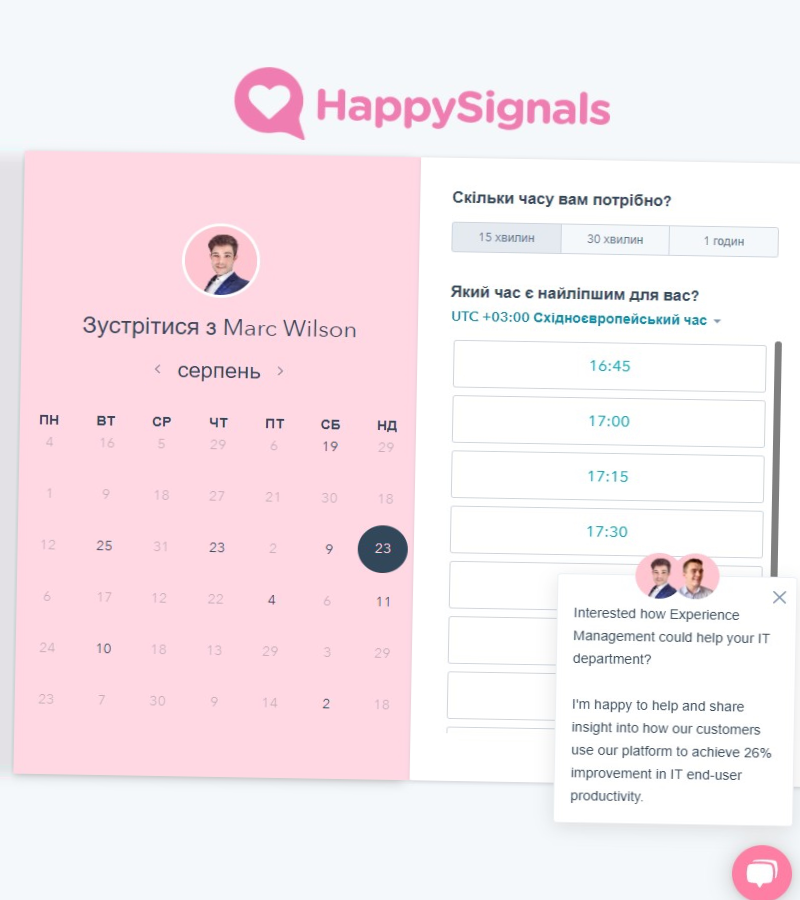 HappySignals
Зустрітися з Marc Wilson
серпень
ПН ВТ СР ЧТ ПТ СБ НД
4 16 5 29 6 19 29
1 9 18 27 21 30 18
12 25 31 23 2 9 23
6 17 12 22 4 6 11
24 10 18 13 29 3 29
23 7 30 9 14 2 18
Скільки часу вам потрібно?
15 хвилин 30 хвилин 1 годин
Який час є найліпшим для вас?
UTC +03:00 Східноєвропейський час
16:45
17:00
17:15
17:30
Interested how Experience
Management could help your IT
department?
I'm happy to help and share
insight into how our customers
use our platform to achieve 26%
improvement in IT end-user
productivity.